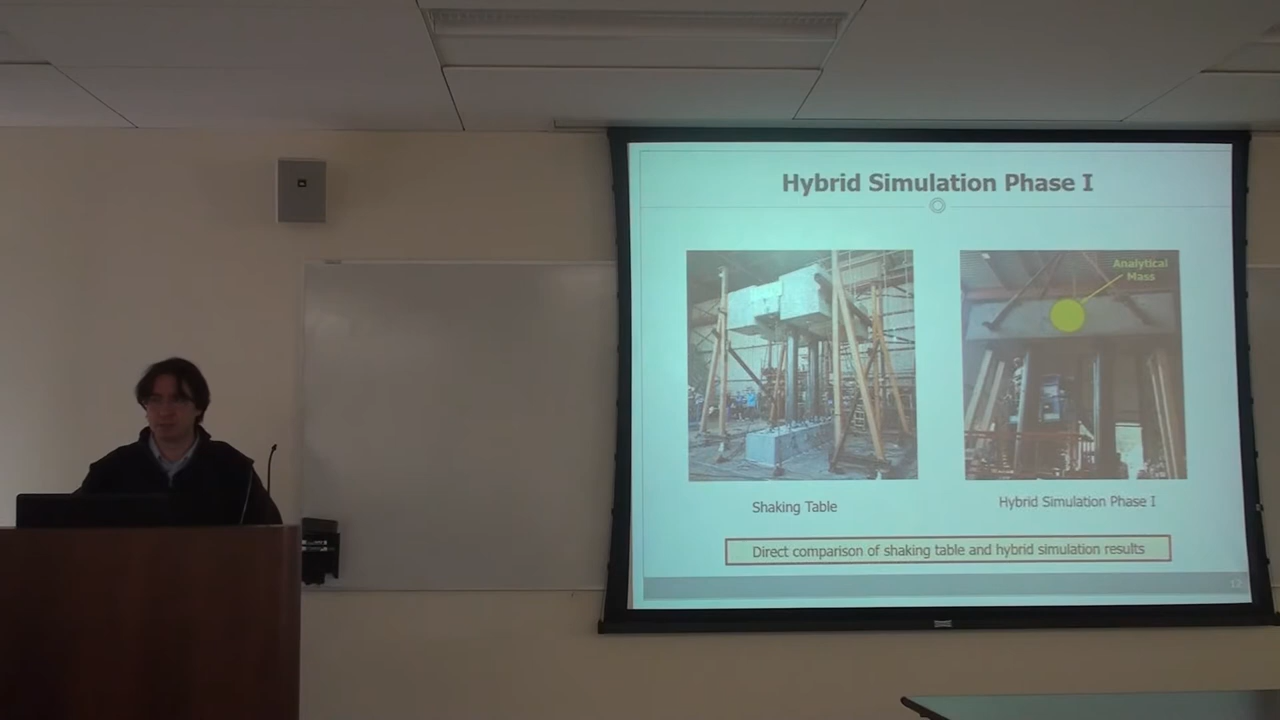 Hybrid Simulation Phase I
Analytical
Mass
Shaking Table
Hybrid Simulation Phase I
Direct comparison of shaking table and hybrid simulation results
12